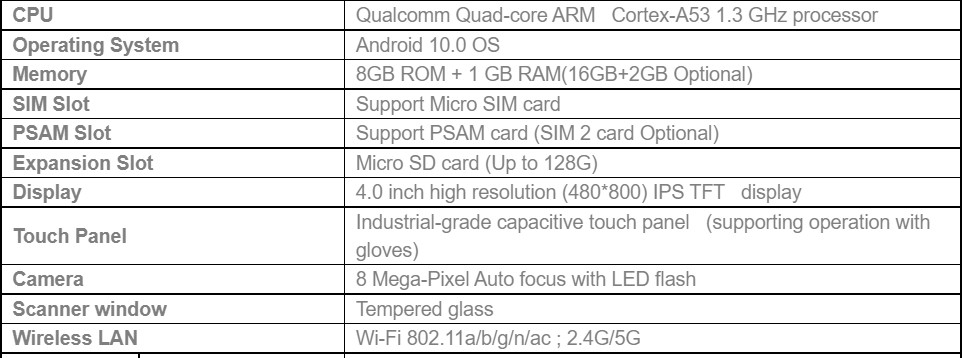 CPU Qualcomm Quad-core ARM Cortex-A53 1.3 GHz processor
Operating System Android 10.0 OS
Memory 8GB ROM + 1 GB RAM(16GB+2GB Optional)
SIM Slot Support Micro SIM card
PSAM Slot Support PSAM card (SIM 2 card Optional)
Expansion Slot Micro SD card (Up to 128G)
Display 4.0 inch high resolution (480*800) IPS TFT display
Touch Panel Industrial-grade capacitive touch panel (supporting operation with
gloves)
Camera 8 Mega-Pixel Auto focus with LED flash
Scanner window Tempered glass
Wireless LAN Wi-Fi 802.11a/b/g/n/ac ; 2.4G/5G